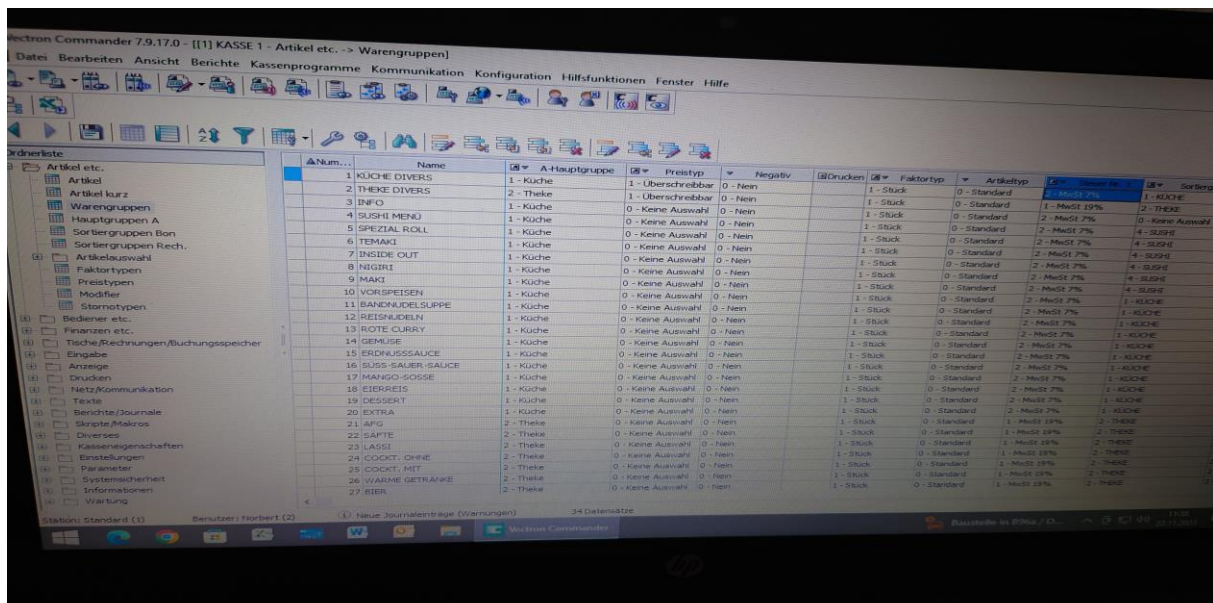 Vectron Commander 7.9.17.0 - [[1] KASSE 1 - Artikel etc. -> Warengruppen]
Datei Bearbeiten Ansicht Berichte Kassenprogramme Kommunikation Konfiguration Hilfsfunktionen Fenster Hilfe
Ordnerliste
Artikel etc.
Artikel
Artikel kurz
Warengruppen
Hauptgruppen A
Sortiergruppen Bon
Sortiergruppen Rech.
Artikelauswahl
Faktortypen
Preistypen
Modifier
Stornotypen
Bediener etc.
Finanzen etc.
Tische/Rechnungen/Buchungsspeicher
Eingabe
Anzeige
Drucken
Netz/Kommunikation
Texte
Berichte/Journale
Skripte/Makros
Diverses
Kasseneigenschaften
Einstellungen
Parameter
Systemsicherheit
Informationen
Wartung
Num... Name A-Hauptgruppe Preistyp Negativ Drucken Faktortyp Artikeltyp Steuer Nr. 1 Sortierg
1 KÜCHE DIVERS 1 - Küche 1 - Überschreibbar 0 - Nein 1 - Stück 0 - Standard 2 - MwSt 7% 1 - KÜCHE
2 THEKE DIVERS 2 - Theke 1 - Überschreibbar 0 - Nein 1 - Stück 0 - Standard 1 - MwSt 19% 2 - THEKE
3 INFO 1 - Küche 0 - Keine Auswahl 0 - Nein 1 - Stück 0 - Standard 2 - MwSt 7% 0 - Keine Auswahl
4 SUSHI MENÜ 1 - Küche 0 - Keine Auswahl 0 - Nein 1 - Stück 0 - Standard 2 - MwSt 7% 4 - SUSHI
5 SPEZIAL ROLL 1 - Küche 0 - Keine Auswahl 0 - Nein 1 - Stück 0 - Standard 2 - MwSt 7% 4 - SUSHI
6 TEMAKI 1 - Küche 0 - Keine Auswahl 0 - Nein 1 - Stück 0 - Standard 2 - MwSt 7% 4 - SUSHI
7 INSIDE OUT 1 - Küche 0 - Keine Auswahl 0 - Nein 1 - Stück 0 - Standard 2 - MwSt 7% 4 - SUSHI
8 NIGIRI 1 - Küche 0 - Keine Auswahl 0 - Nein 1 - Stück 0 - Standard 2 - MwSt 7% 4 - SUSHI
9 MAKI 1 - Küche 0 - Keine Auswahl 0 - Nein 1 - Stück 0 - Standard 2 - MwSt 7% 4 - SUSHI
10 VORSPEISEN 1 - Küche 0 - Keine Auswahl 0 - Nein 1 - Stück 0 - Standard 2 - MwSt 7% 1 - KÜCHE
11 BANDNUDELSUPPE 1 - Küche 0 - Keine Auswahl 0 - Nein 1 - Stück 0 - Standard 2 - MwSt 7% 1 - KÜCHE
12 REISNUDELN 1 - Küche 0 - Keine Auswahl 0 - Nein 1 - Stück 0 - Standard 2 - MwSt 7% 1 - KÜCHE
13 ROTE CURRY 1 - Küche 0 - Keine Auswahl 0 - Nein 1 - Stück 0 - Standard 2 - MwSt 7% 1 - KÜCHE
14 GEMÜSE 1 - Küche 0 - Keine Auswahl 0 - Nein 1 - Stück 0 - Standard 2 - MwSt 7% 1 - KÜCHE
15 ERDNUSSSAUCE 1 - Küche 0 - Keine Auswahl 0 - Nein 1 - Stück 0 - Standard 2 - MwSt 7% 1 - KÜCHE
16 SÜSS-SAUER-SAUCE 1 - Küche 0 - Keine Auswahl 0 - Nein 1 - Stück 0 - Standard 2 - MwSt 7% 1 - KÜCHE
17 MANGO-SOSSE 1 - Küche 0 - Keine Auswahl 0 - Nein 1 - Stück 0 - Standard 2 - MwSt 7% 1 - KÜCHE
18 EIERREIS 1 - Küche 0 - Keine Auswahl 0 - Nein 1 - Stück 0 - Standard 2 - MwSt 7% 1 - KÜCHE
19 DESSERT 1 - Küche 0 - Keine Auswahl 0 - Nein 1 - Stück 0 - Standard 2 - MwSt 7% 1 - KÜCHE
20 EXTRA 1 - Küche 0 - Keine Auswahl 0 - Nein 1 - Stück 0 - Standard 2 - MwSt 7% 1 - KÜCHE
21 AFG 2 - Theke 0 - Keine Auswahl 0 - Nein 1 - Stück 0 - Standard 1 - MwSt 19% 2 - THEKE
22 SÄFTE 2 - Theke 0 - Keine Auswahl 0 - Nein 1 - Stück 0 - Standard 1 - MwSt 19% 2 - THEKE
23 LASSI 2 - Theke 0 - Keine Auswahl 0 - Nein 1 - Stück 0 - Standard 1 - MwSt 19% 2 - THEKE
24 COCKT. OHNE 2 - Theke 0 - Keine Auswahl 0 - Nein 1 - Stück 0 - Standard 1 - MwSt 19% 2 - THEKE
25 COCKT. MIT 2 - Theke 0 - Keine Auswahl 0 - Nein 1 - Stück 0 - Standard 1 - MwSt 19% 2 - THEKE
26 WARME GETRÄNKE 2 - Theke 0 - Keine Auswahl 0 - Nein 1 - Stück 0 - Standard 1 - MwSt 19% 2 - THEKE
27 BIER 2 - Theke 0 - Keine Auswahl 0 - Nein 1 - Stück 0 - Standard 1 - MwSt 19% 2 - THEKE
Station: Standard (1) Benutzer: Norbert (2) Neue Journaleinträge (Warnungen) 34 Datensätze
Vectron Commander Baustelle in B96a / D...
hp